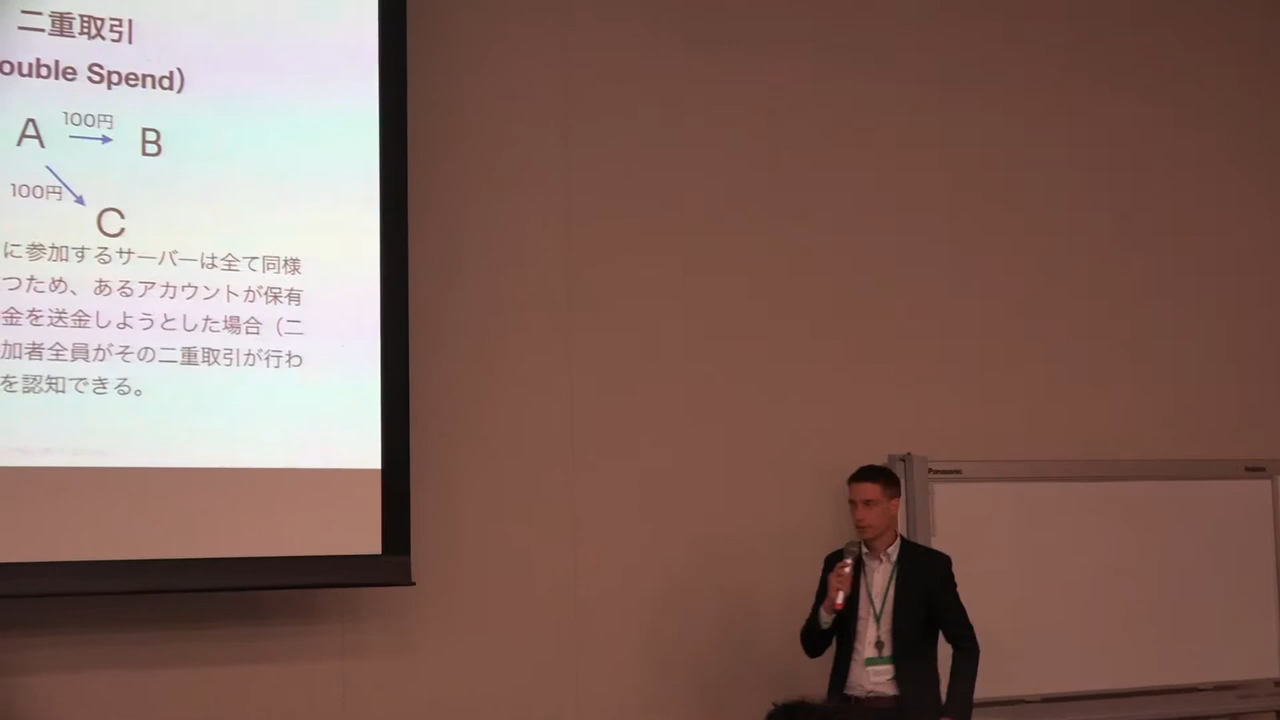 二重取引
ouble Spend）
100円
A B
100円
C
に参加するサーバーは全て同様
つため、あるアカウントが保有
金を送金しようとした場合（二
加者全員がその二重取引が行わ
を認知できる。
Panasonic